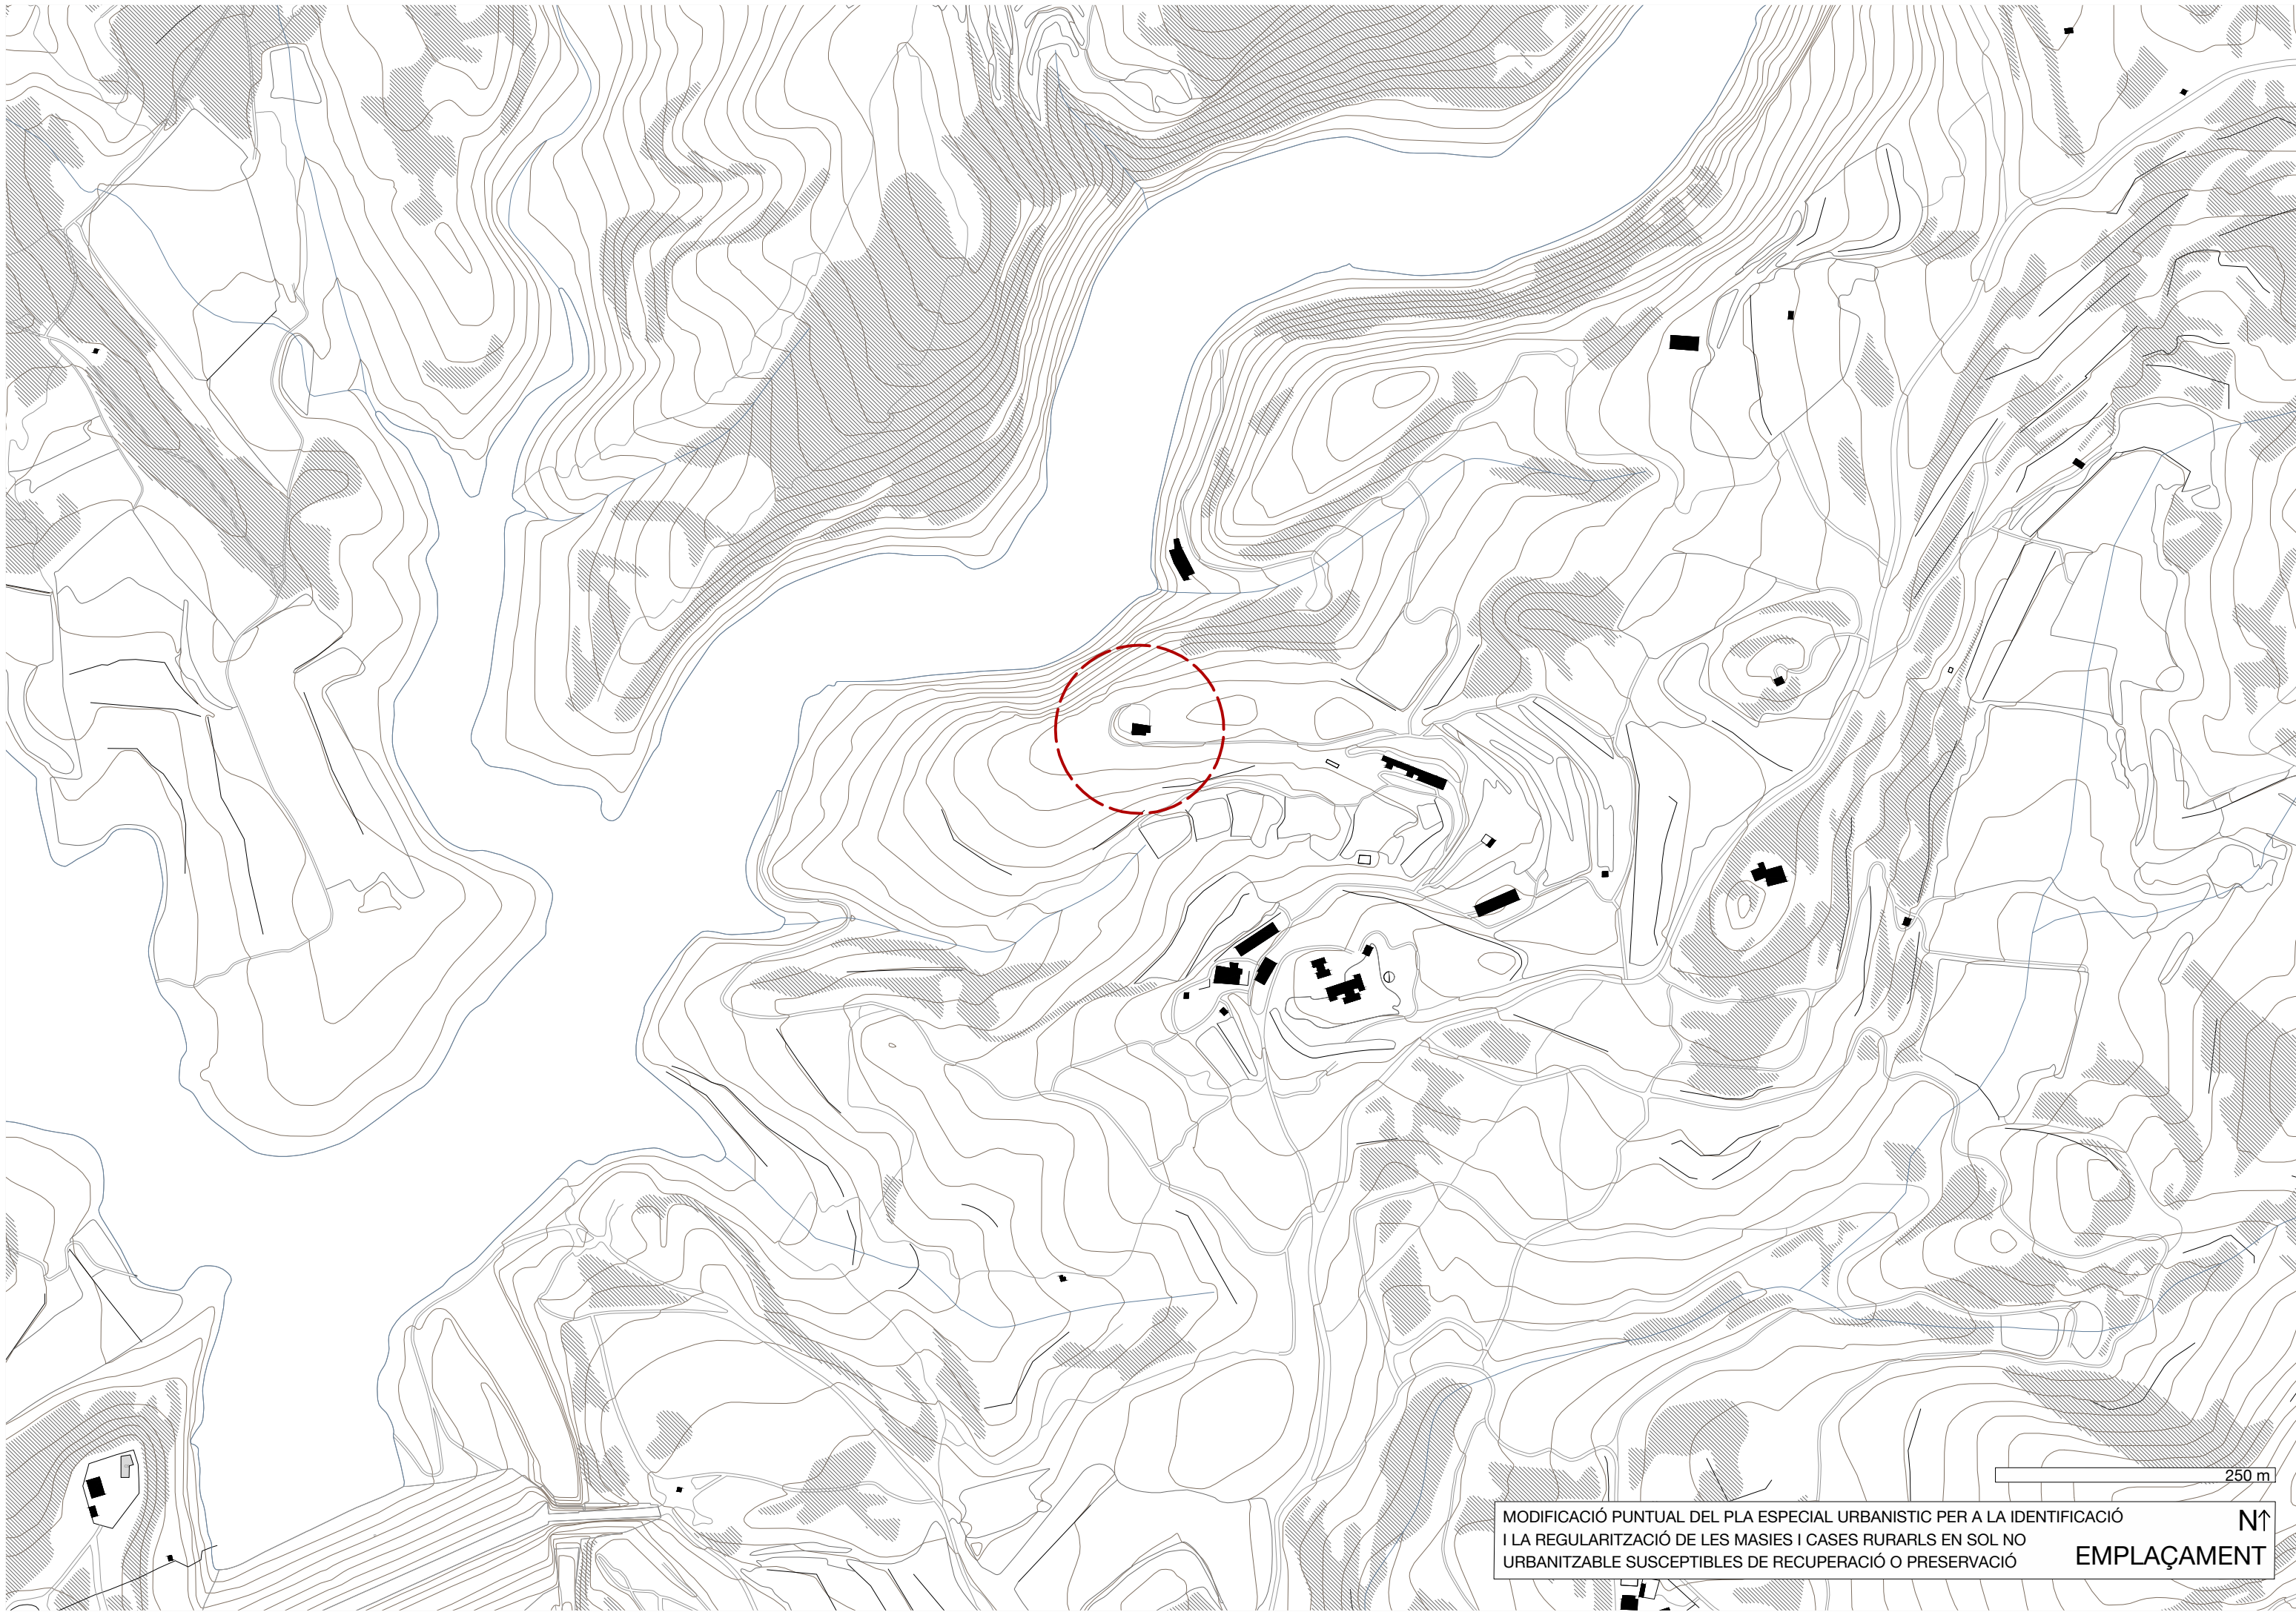 250 m
MODIFICACIÓ PUNTUAL DEL PLA ESPECIAL URBANISTIC PER A LA IDENTIFICACIÓ
I LA REGULARITZACIÓ DE LES MASIES I CASES RURARLS EN SOL NO
URBANITZABLE SUSCEPTIBLES DE RECUPERACIÓ O PRESERVACIÓ
N↑
EMPLAÇAMENT